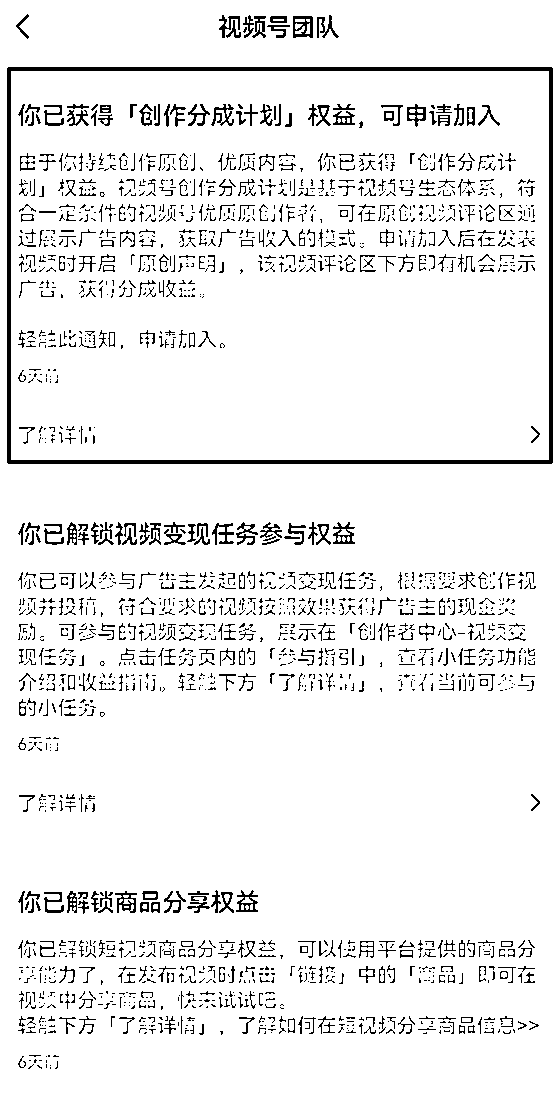 视频号团队
你已获得「创作分成计划」权益，可申请加入
由于你持续创作原创、优质内容，你已获得「创作分成计
划」权益。视频号创作分成计划是基于视频号生态体系，符
合一定条件的视频号优质原创作者，可在原创视频评论区通
过展示广告内容，获取广告收入的模式。申请加入后在发表
视频时开启「原创声明」，该视频评论区下方即有机会展示
广告，获得分成收益。
轻触此通知，申请加入。
6天前
了解详情
你已解锁视频变现任务参与权益
你已可以参与广告主发起的视频变现任务，根据要求创作视
频并投稿，符合要求的视频按照效果获得广告主的现金奖
励。可参与的视频变现任务，展示在「创作者中心-视频变
现任务」。点击任务页内的「参与指引」，查看小任务功能
介绍和收益指南。轻触下方「了解详情」，查看当前可参与
的小任务。
6天前
了解详情
你已解锁商品分享权益
你已解锁短视频商品分享权益，可以使用平台提供的商品分
享能力了，在发布视频时点击「链接」中的「商品」即可在
视频中分享商品，快来试试吧。
轻触下方「了解详情」，了解如何在短视频分享商品信息>>
6天前